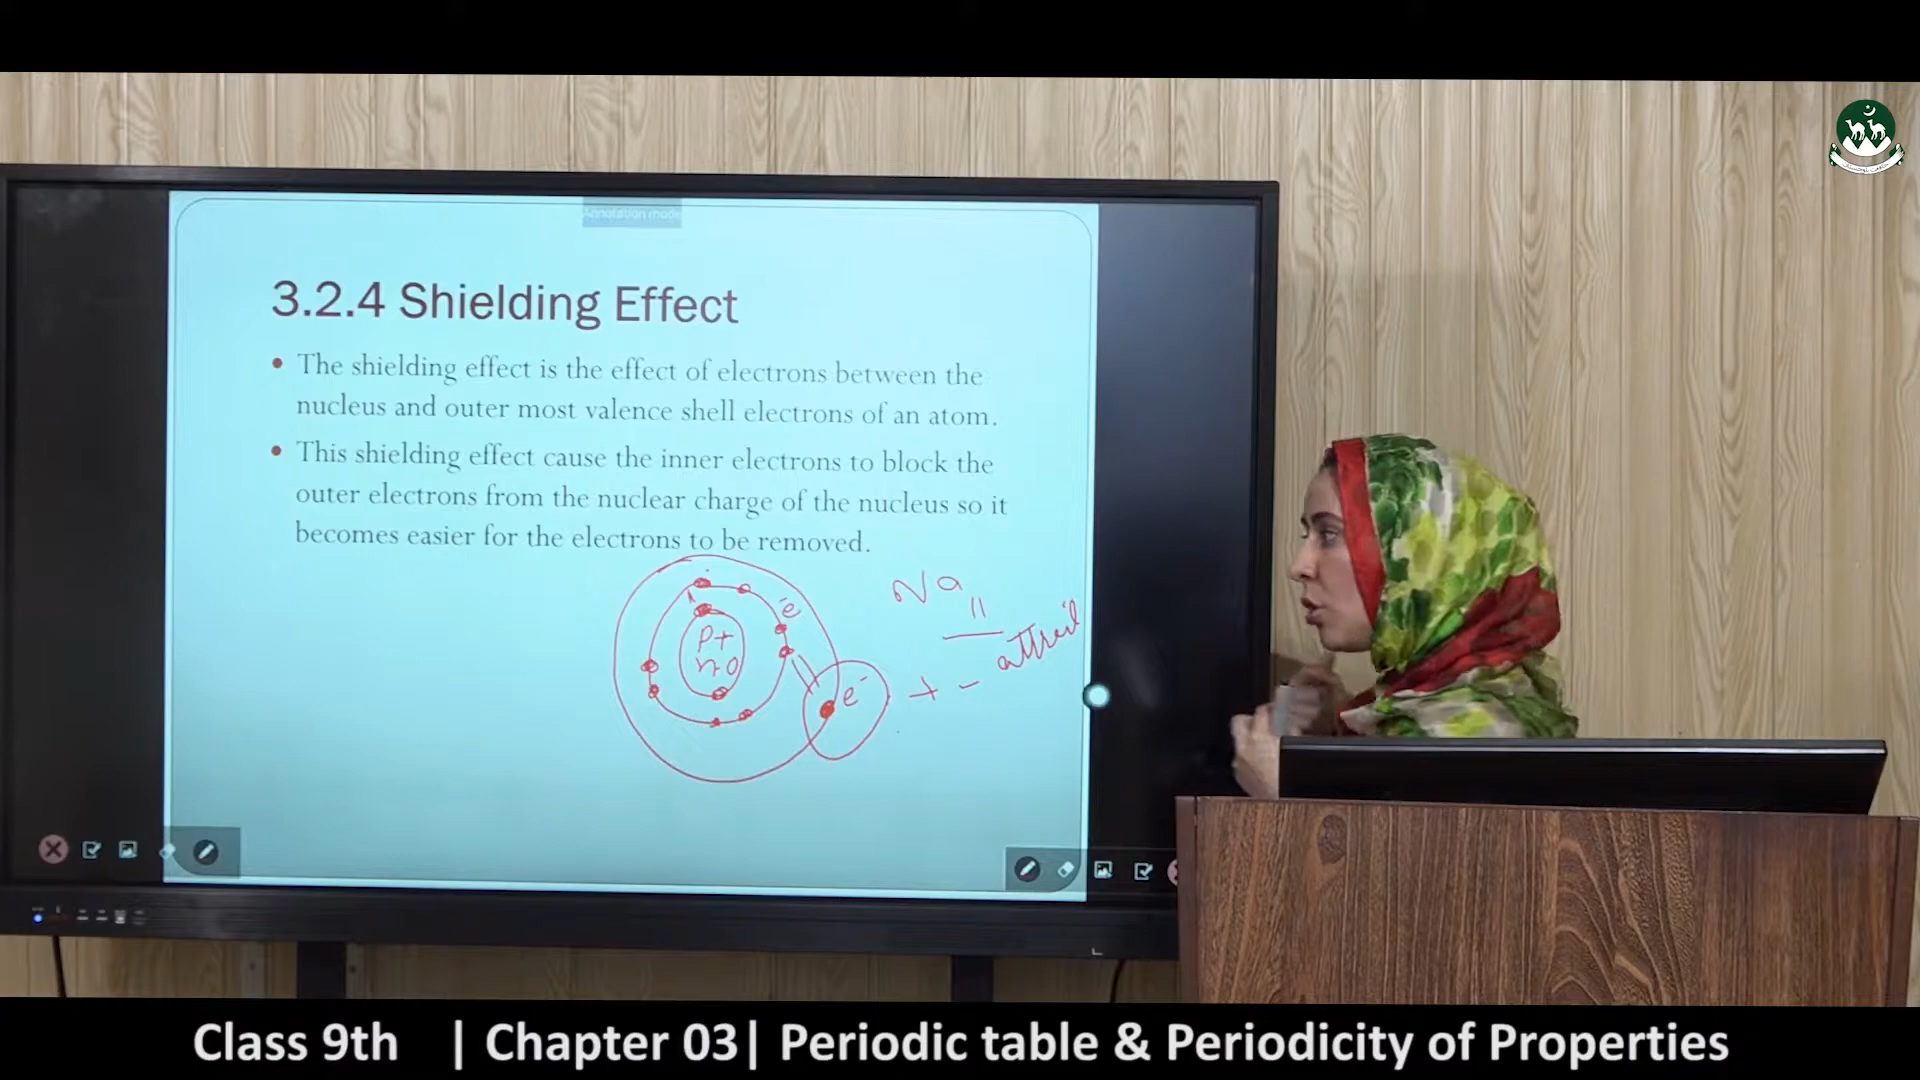 Annotation mode
3.2.4 Shielding Effect
• The shielding effect is the effect of electrons between the
nucleus and outer most valence shell electrons of an atom.
• This shielding effect cause the inner electrons to block the
outer electrons from the nuclear charge of the nucleus so it
becomes easier for the electrons to be removed.
Na
11
e-
p+
n0
e-
+ -
Class 9th | Chapter 03| Periodic table & Periodicity of Properties